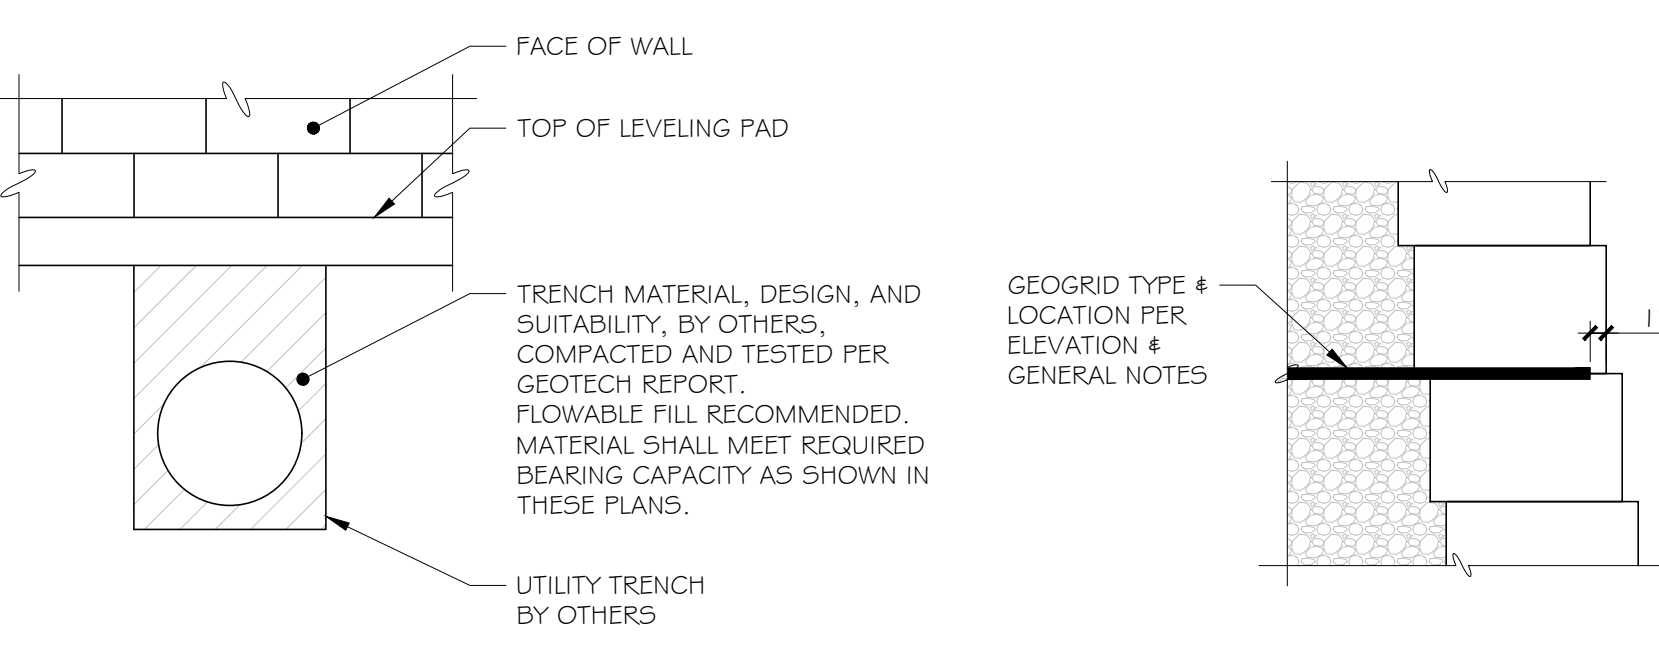 FACE OF WALL
TOP OF LEVELING PAD
TRENCH MATERIAL, DESIGN, AND
SUITABILITY, BY OTHERS,
COMPACTED AND TESTED PER
GEOTECH REPORT.
FLOWABLE FILL RECOMMENDED.
MATERIAL SHALL MEET REQUIRED
BEARING CAPACITY AS SHOWN IN
THESE PLANS.
UTILITY TRENCH
BY OTHERS
GEOGRID TYPE &
LOCATION PER
ELEVATION &
GENERAL NOTES
1